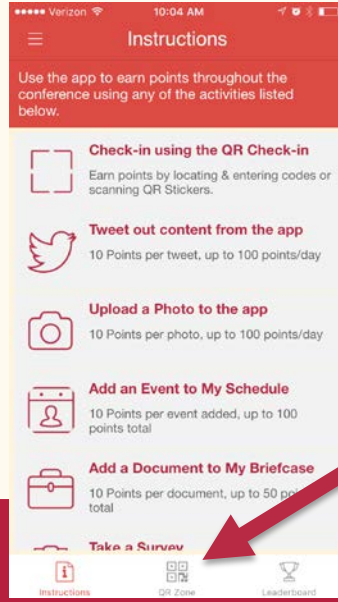 Verizon
10:04 AM
Instructions
Use the app to earn points throughout the
conference using any of the activities listed
below.
Check-in using the QR Check-in
Earn points by locating & entering codes or
scanning QR Stickers.
Tweet out content from the app
10 Points per tweet, up to 100 points/day
Upload a Photo to the app
10 Points per photo, up to 100 points/day
Add an Event to My Schedule
10 Points per event added, up to 100
points total
Add a Document to My Briefcase
10 Points per document, up to 50
total
Take a Survey
Instructions
QR Zone
Leaderboard